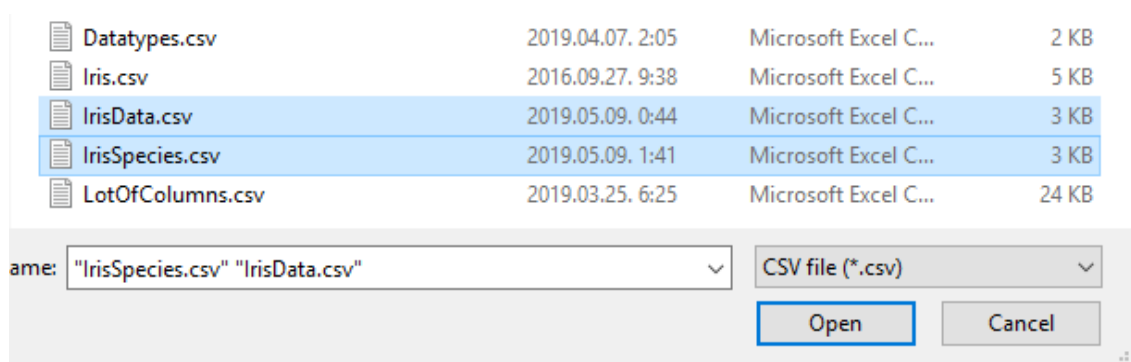 Datatypes.csv 2019.04.07. 2:05 Microsoft Excel C... 2 KB
Iris.csv 2016.09.27. 9:38 Microsoft Excel C... 5 KB
IrisData.csv 2019.05.09. 0:44 Microsoft Excel C... 3 KB
IrisSpecies.csv 2019.05.09. 1:41 Microsoft Excel C... 3 KB
LotOfColumns.csv 2019.03.25. 6:25 Microsoft Excel C... 24 KB
ame: "IrisSpecies.csv" "IrisData.csv" CSV file (*.csv)
Open Cancel